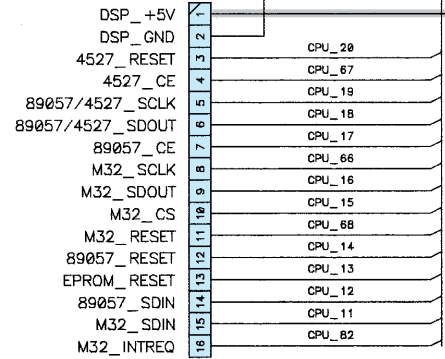 DSP_+5V 1
DSP_GND 2
4527_RESET 3 CPU_20
4527_CE 4 CPU_67
89057/4527_SCLK 5 CPU_19
89057/4527_SDOUT 6 CPU_18
89057_CE 7 CPU_17
M32_SCLK 8 CPU_66
M32_SDOUT 9 CPU_16
M32_CS 10 CPU_15
M32_RESET 11 CPU_68
89057_RESET 12 CPU_14
EPROM_RESET 13 CPU_13
89057_SDIN 14 CPU_12
M32_SDIN 15 CPU_11
M32_INTREQ 16 CPU_82